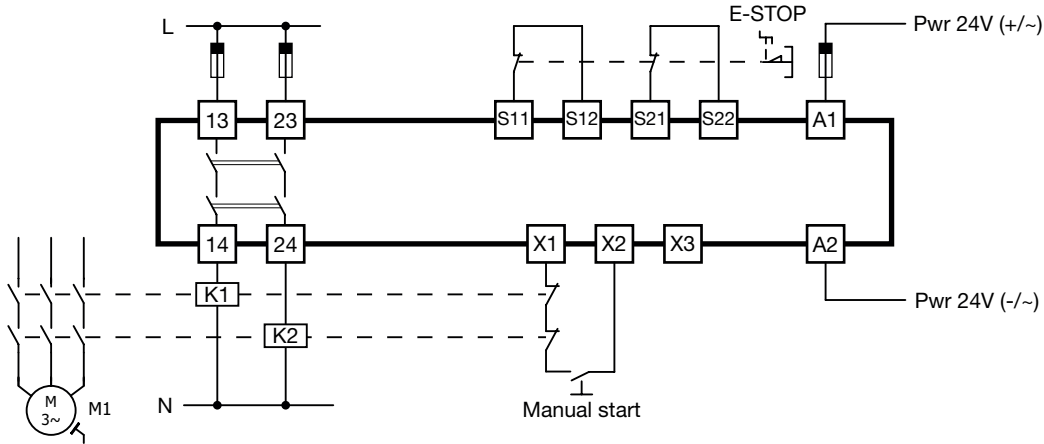 E-STOP
L
Pwr 24V (+/~)
13
23
S11
S12
S21
S22
A1
14
24
X1
X2
X3
A2
K1
Pwr 24V (-/~)
K2
M
3~
M1
N
Manual start